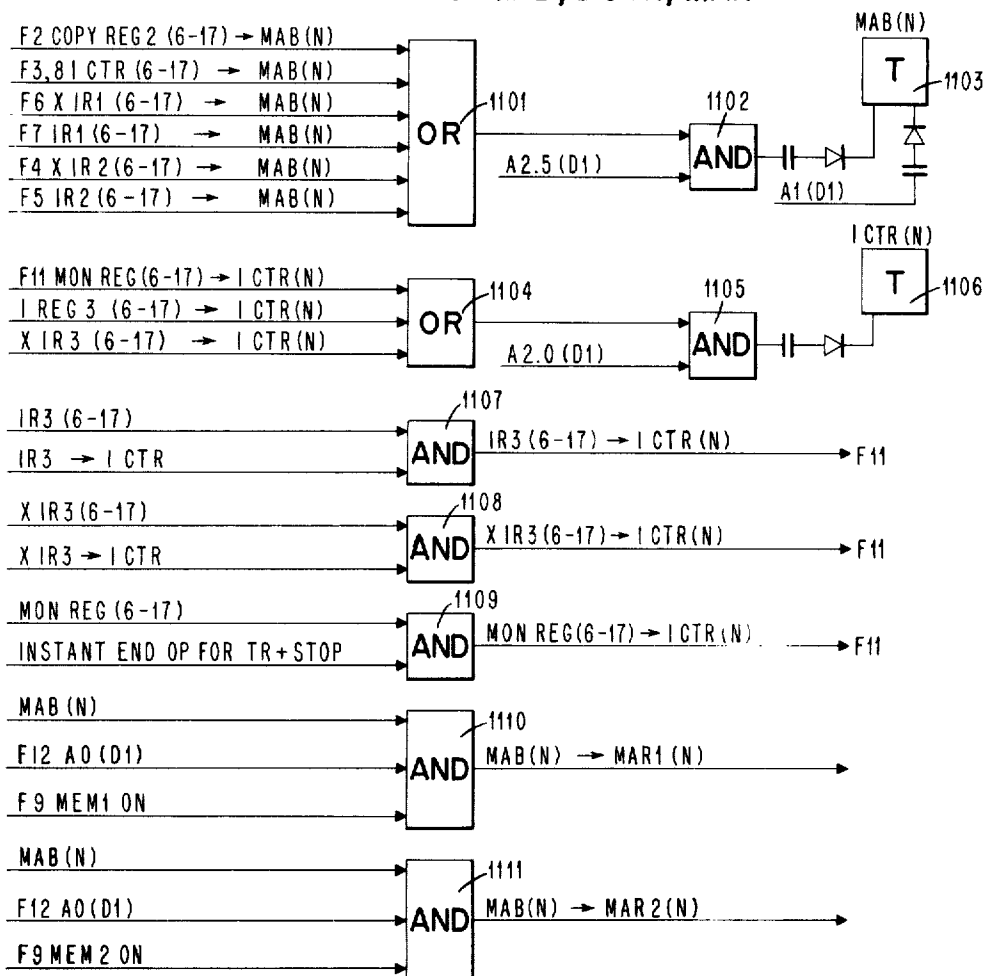 MAB(N)
F2 COPY REG 2 (6-17) → MAB(N)
T
1103
F3,8 I CTR (6-17) → MAB(N)
F6 X IR1 (6-17) → MAB(N)
1101
1102
F7 IR1 (6-17) → MAB(N)
OR
AND
F4 X IR2 (6-17) → MAB(N)
A2.5 (D1)
A1 (D1)
F5 IR2 (6-17) → MAB(N)
I CTR (N)
F11 MON REG (6-17) → I CTR(N)
T
1106
1104
1105
I REG 3 (6-17) → I CTR(N)
OR
AND
X IR3 (6-17) → I CTR(N)
A2.0 (D1)
1107
IR3 (6-17)
AND
IR3 (6-17) → I CTR(N)
F11
IR3 → I CTR
1108
X IR3 (6-17)
AND
X IR3 (6-17) → I CTR(N)
F11
X IR3 → I CTR
1109
MON REG (6-17)
AND
MON REG (6-17) → I CTR(N)
F11
INSTANT END OP FOR TR + STOP
MAB (N)
1110
F12 A0 (D1)
AND
MAB(N) → MAR1 (N)
F9 MEM1 ON
MAB (N)
1111
F12 A0 (D1)
AND
MAB(N) → MAR 2 (N)
F9 MEM 2 ON